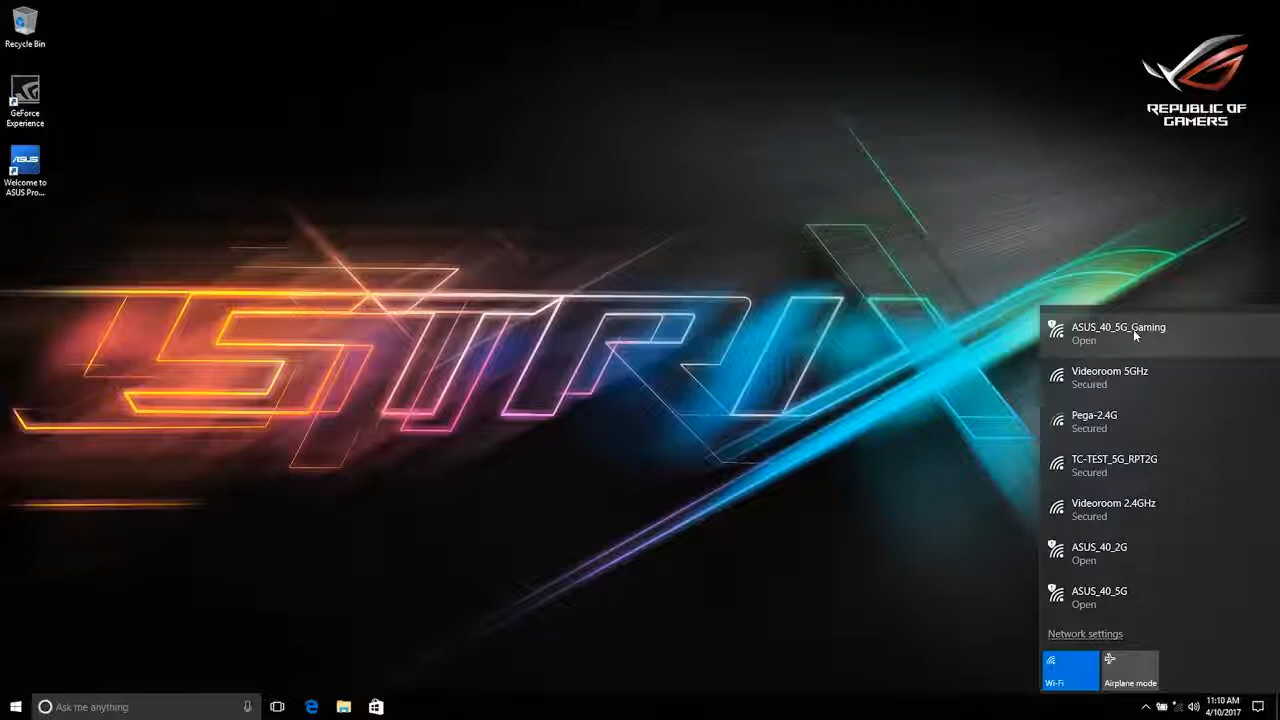 Recycle Bin
GeForce
Experience
ASUS
Welcome to
ASUS Pro...
REPUBLIC OF
GAMERS
STRIX
ASUS_40_5G_Gaming
Open
Videoroom 5GHz
Secured
Pega-2.4G
Secured
TC-TEST_5G_RPT2G
Secured
Videoroom 2.4GHz
Secured
ASUS_40_2G
Open
ASUS_40_5G
Open
Network settings
Wi-Fi
Airplane mode
Ask me anything
11:10 AM
4/10/2017